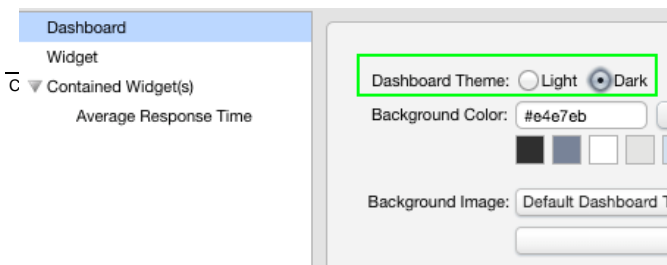 Dashboard
Widget
Contained Widget(s)
Average Response Time
Dashboard Theme: Light Dark
Background Color: #e4e7eb
Background Image: Default Dashboard